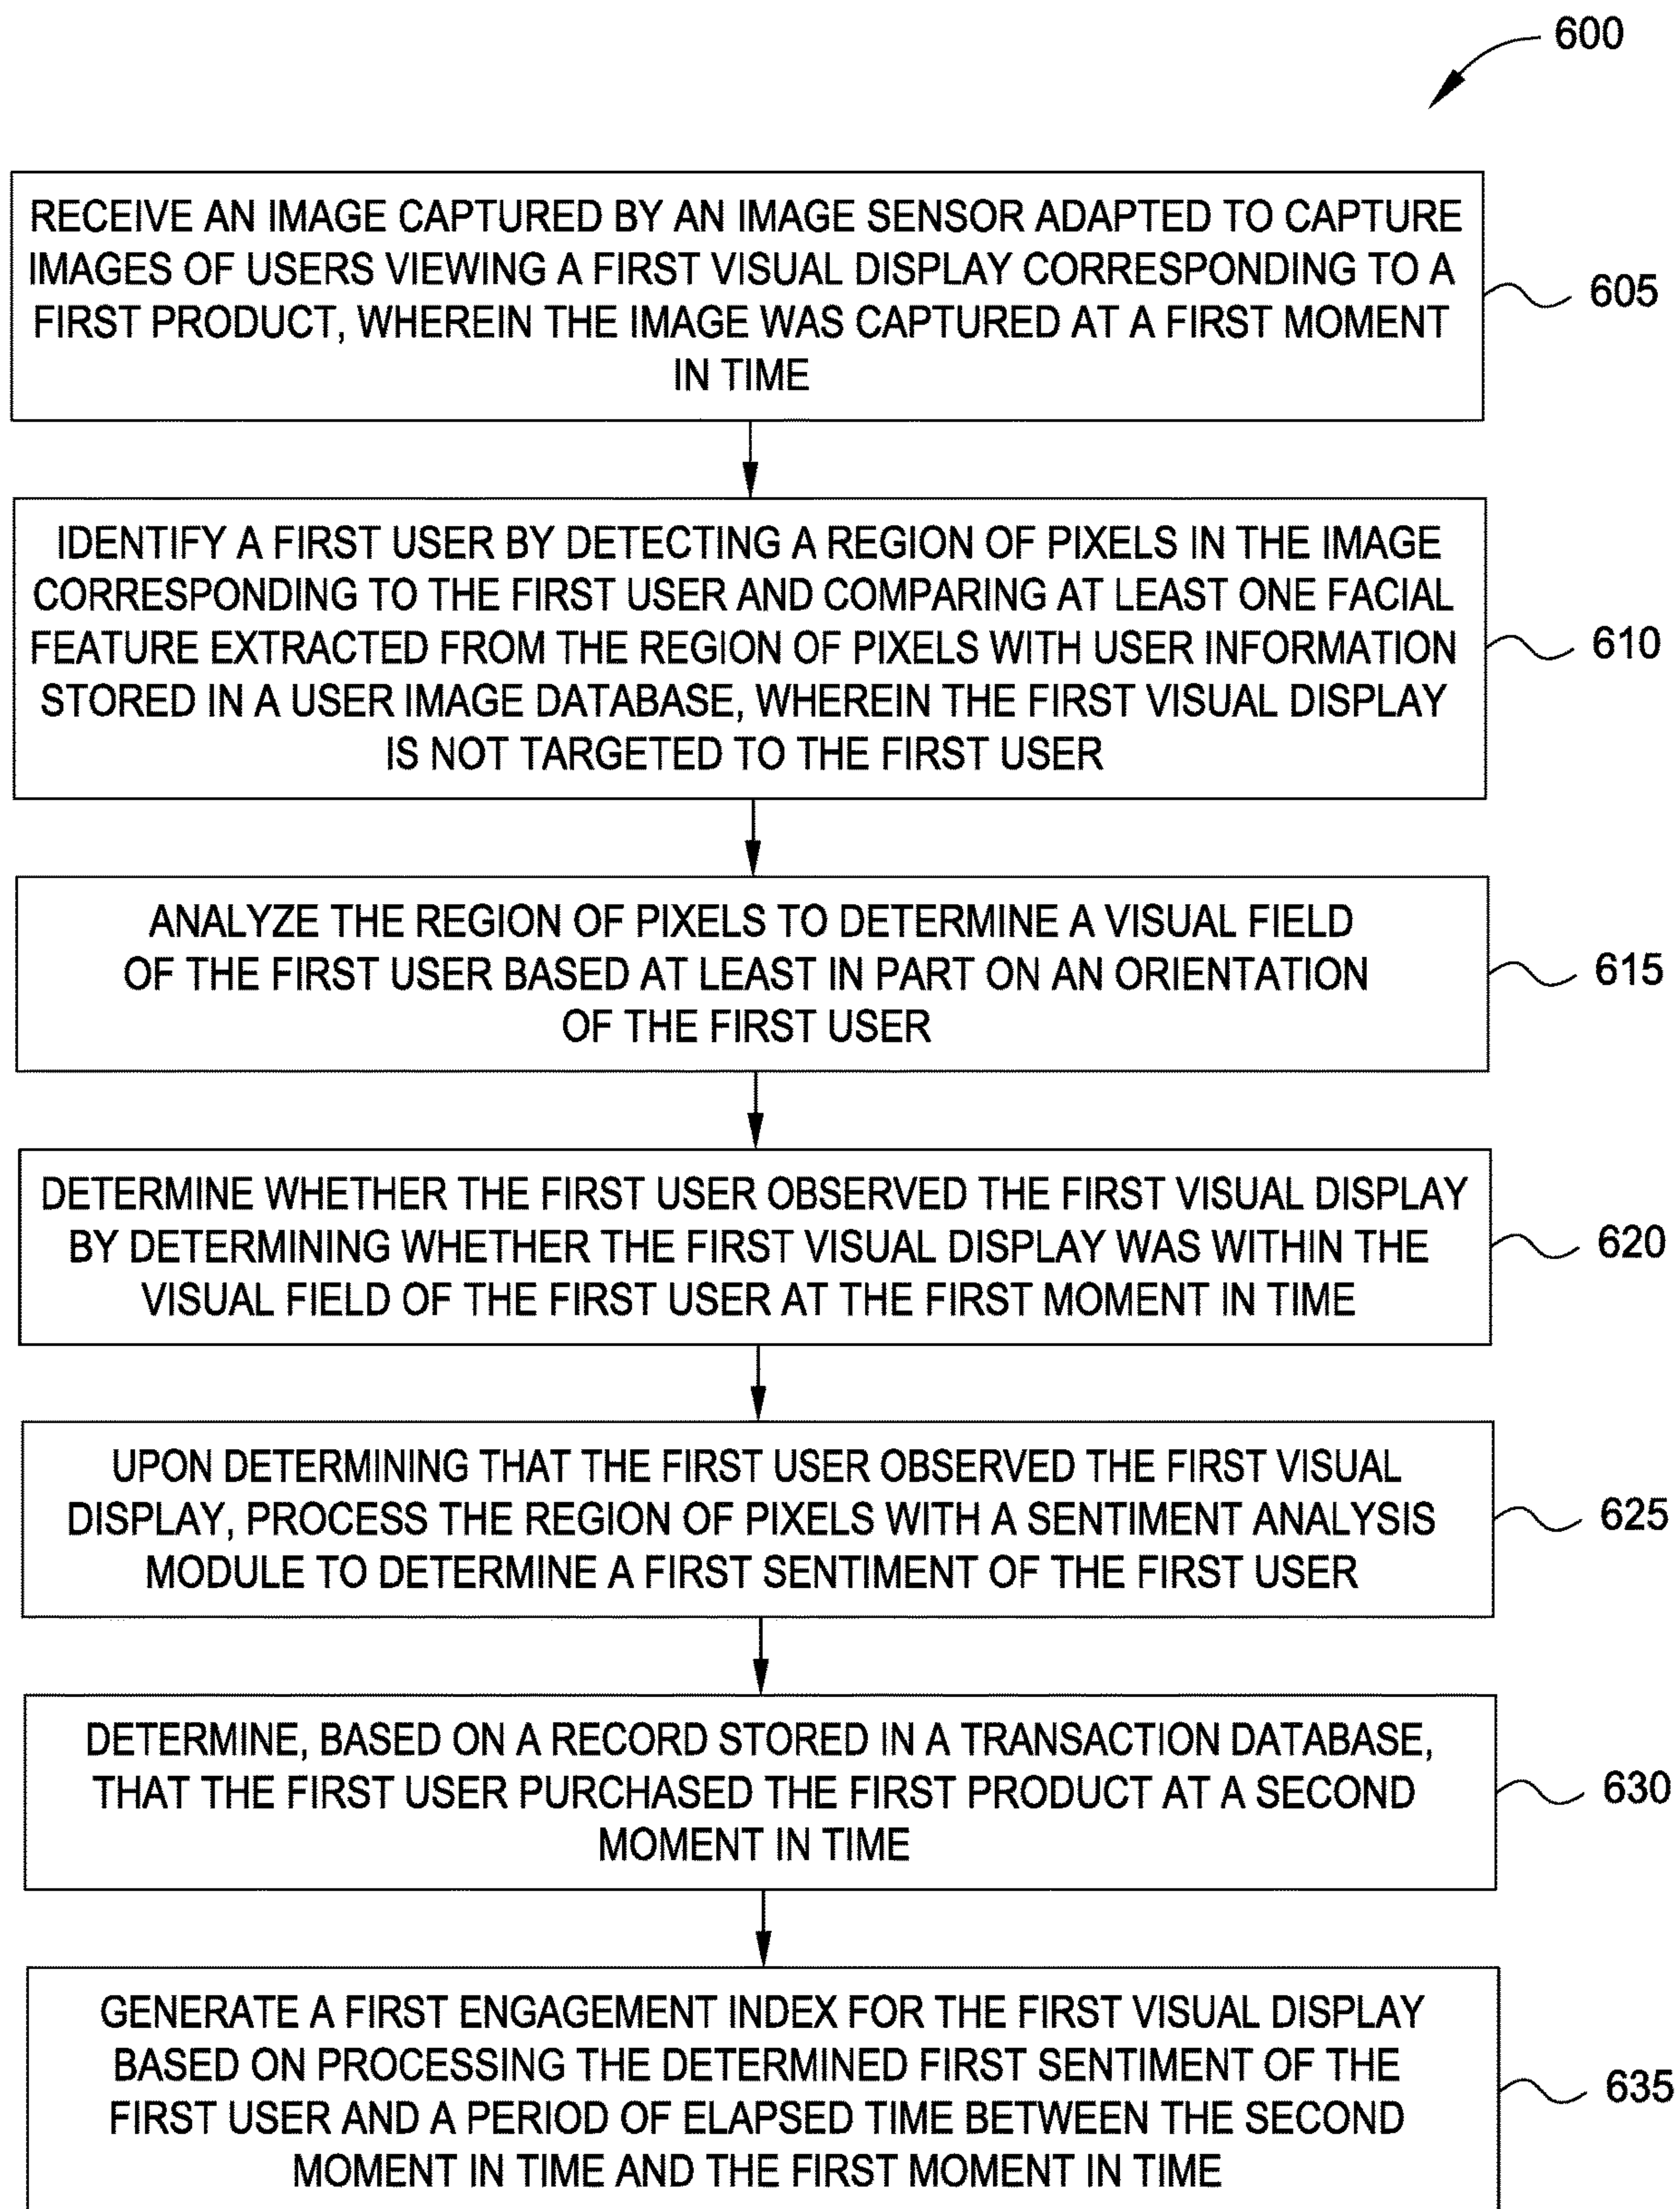 600
RECEIVE AN IMAGE CAPTURED BY AN IMAGE SENSOR ADAPTED TO CAPTURE
IMAGES OF USERS VIEWING A FIRST VISUAL DISPLAY CORRESPONDING TO A
FIRST PRODUCT, WHEREIN THE IMAGE WAS CAPTURED AT A FIRST MOMENT
IN TIME
605
IDENTIFY A FIRST USER BY DETECTING A REGION OF PIXELS IN THE IMAGE
CORRESPONDING TO THE FIRST USER AND COMPARING AT LEAST ONE FACIAL
FEATURE EXTRACTED FROM THE REGION OF PIXELS WITH USER INFORMATION
STORED IN A USER IMAGE DATABASE, WHEREIN THE FIRST VISUAL DISPLAY
IS NOT TARGETED TO THE FIRST USER
610
ANALYZE THE REGION OF PIXELS TO DETERMINE A VISUAL FIELD
OF THE FIRST USER BASED AT LEAST IN PART ON AN ORIENTATION
OF THE FIRST USER
615
DETERMINE WHETHER THE FIRST USER OBSERVED THE FIRST VISUAL DISPLAY
BY DETERMINING WHETHER THE FIRST VISUAL DISPLAY WAS WITHIN THE
VISUAL FIELD OF THE FIRST USER AT THE FIRST MOMENT IN TIME
620
UPON DETERMINING THAT THE FIRST USER OBSERVED THE FIRST VISUAL
DISPLAY, PROCESS THE REGION OF PIXELS WITH A SENTIMENT ANALYSIS
MODULE TO DETERMINE A FIRST SENTIMENT OF THE FIRST USER
625
DETERMINE, BASED ON A RECORD STORED IN A TRANSACTION DATABASE,
THAT THE FIRST USER PURCHASED THE FIRST PRODUCT AT A SECOND
MOMENT IN TIME
630
GENERATE A FIRST ENGAGEMENT INDEX FOR THE FIRST VISUAL DISPLAY
BASED ON PROCESSING THE DETERMINED FIRST SENTIMENT OF THE
FIRST USER AND A PERIOD OF ELAPSED TIME BETWEEN THE SECOND
MOMENT IN TIME AND THE FIRST MOMENT IN TIME
635